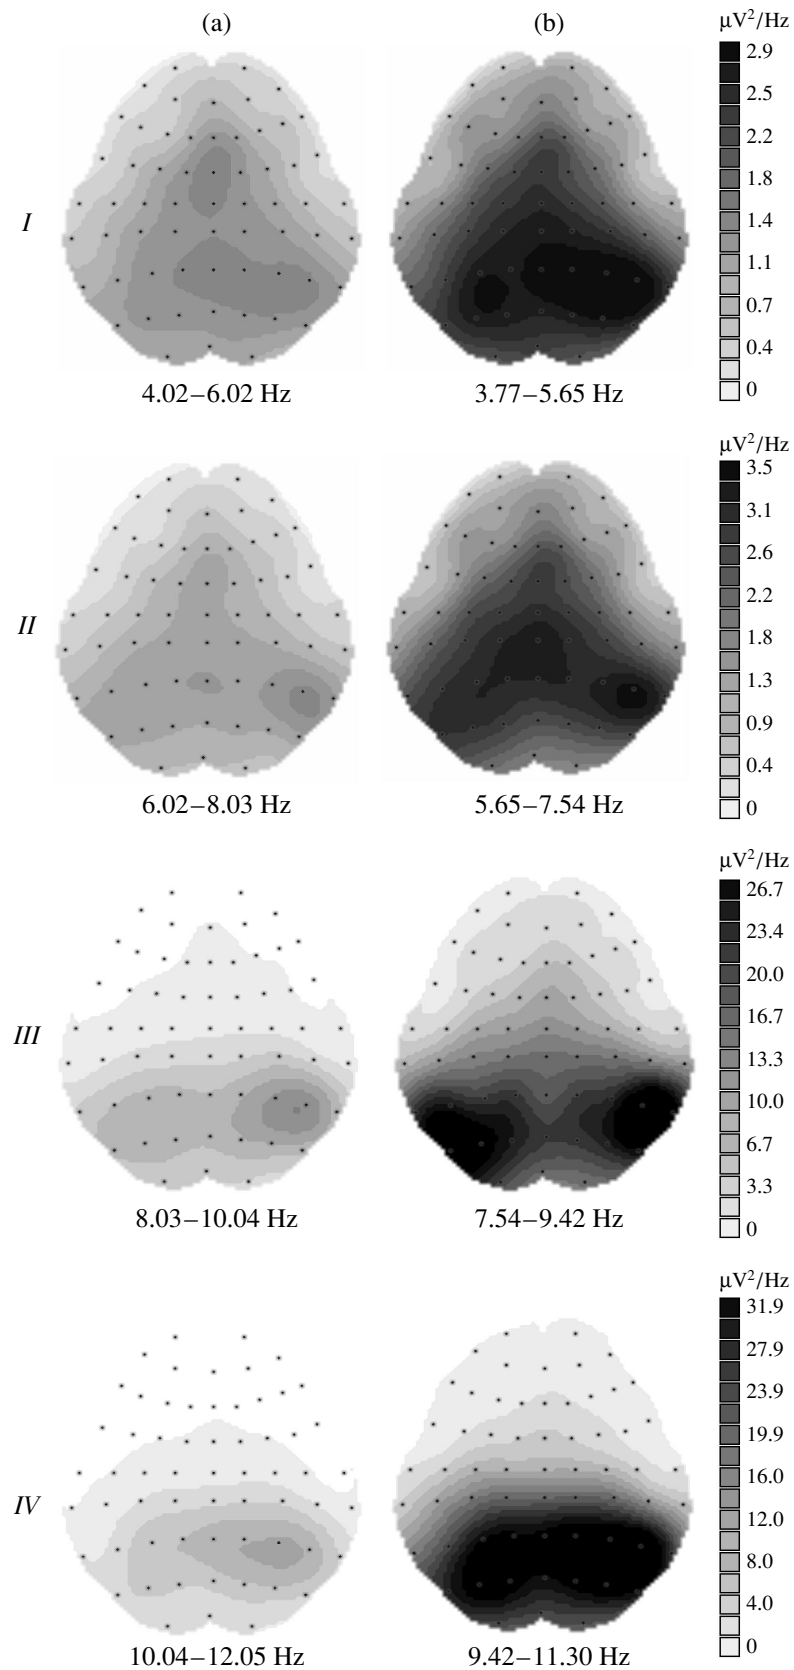 (a) (b) μV²/Hz
2.9
2.5
2.2
1.8
I 1.4
1.1
0.7
0.4
0
4.02–6.02 Hz 3.77–5.65 Hz
μV²/Hz
3.5
3.1
2.6
2.2
II 1.8
1.3
0.9
0.4
0
6.02–8.03 Hz 5.65–7.54 Hz
μV²/Hz
26.7
23.4
20.0
16.7
III 13.3
10.0
6.7
3.3
0
8.03–10.04 Hz 7.54–9.42 Hz
μV²/Hz
31.9
27.9
23.9
19.9
16.0
IV 12.0
8.0
4.0
0
10.04–12.05 Hz 9.42–11.30 Hz